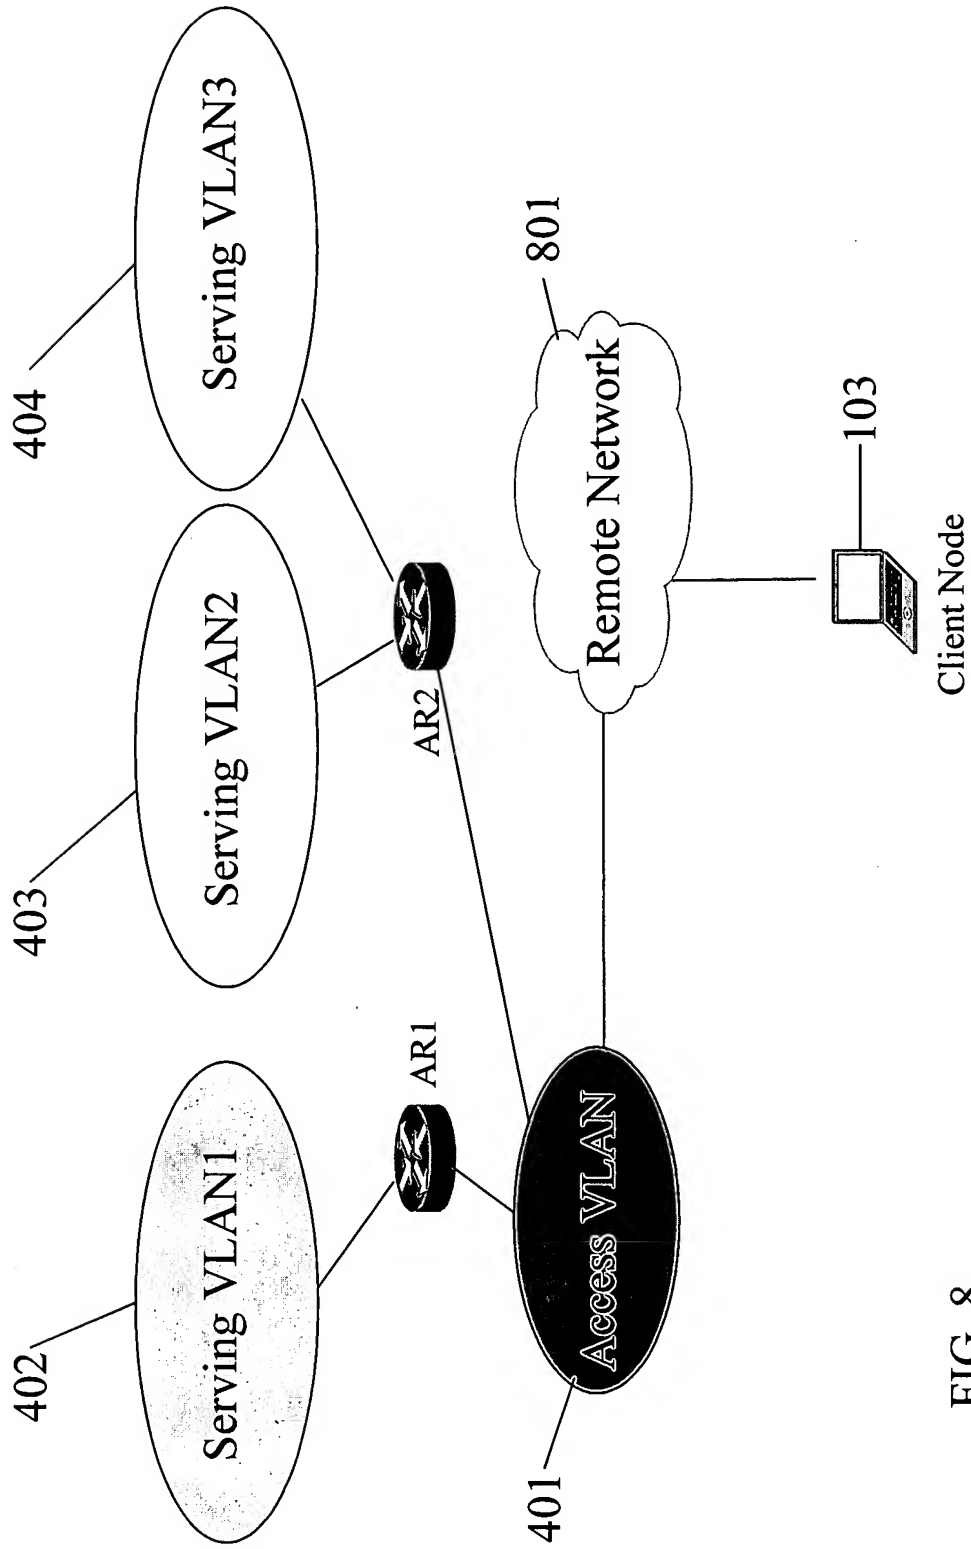 402
403
404
Serving VLAN1
Serving VLAN2
Serving VLAN3
AR1
AR2
401
Access VLAN
Remote Network
801
103
Client Node
FIG. 8